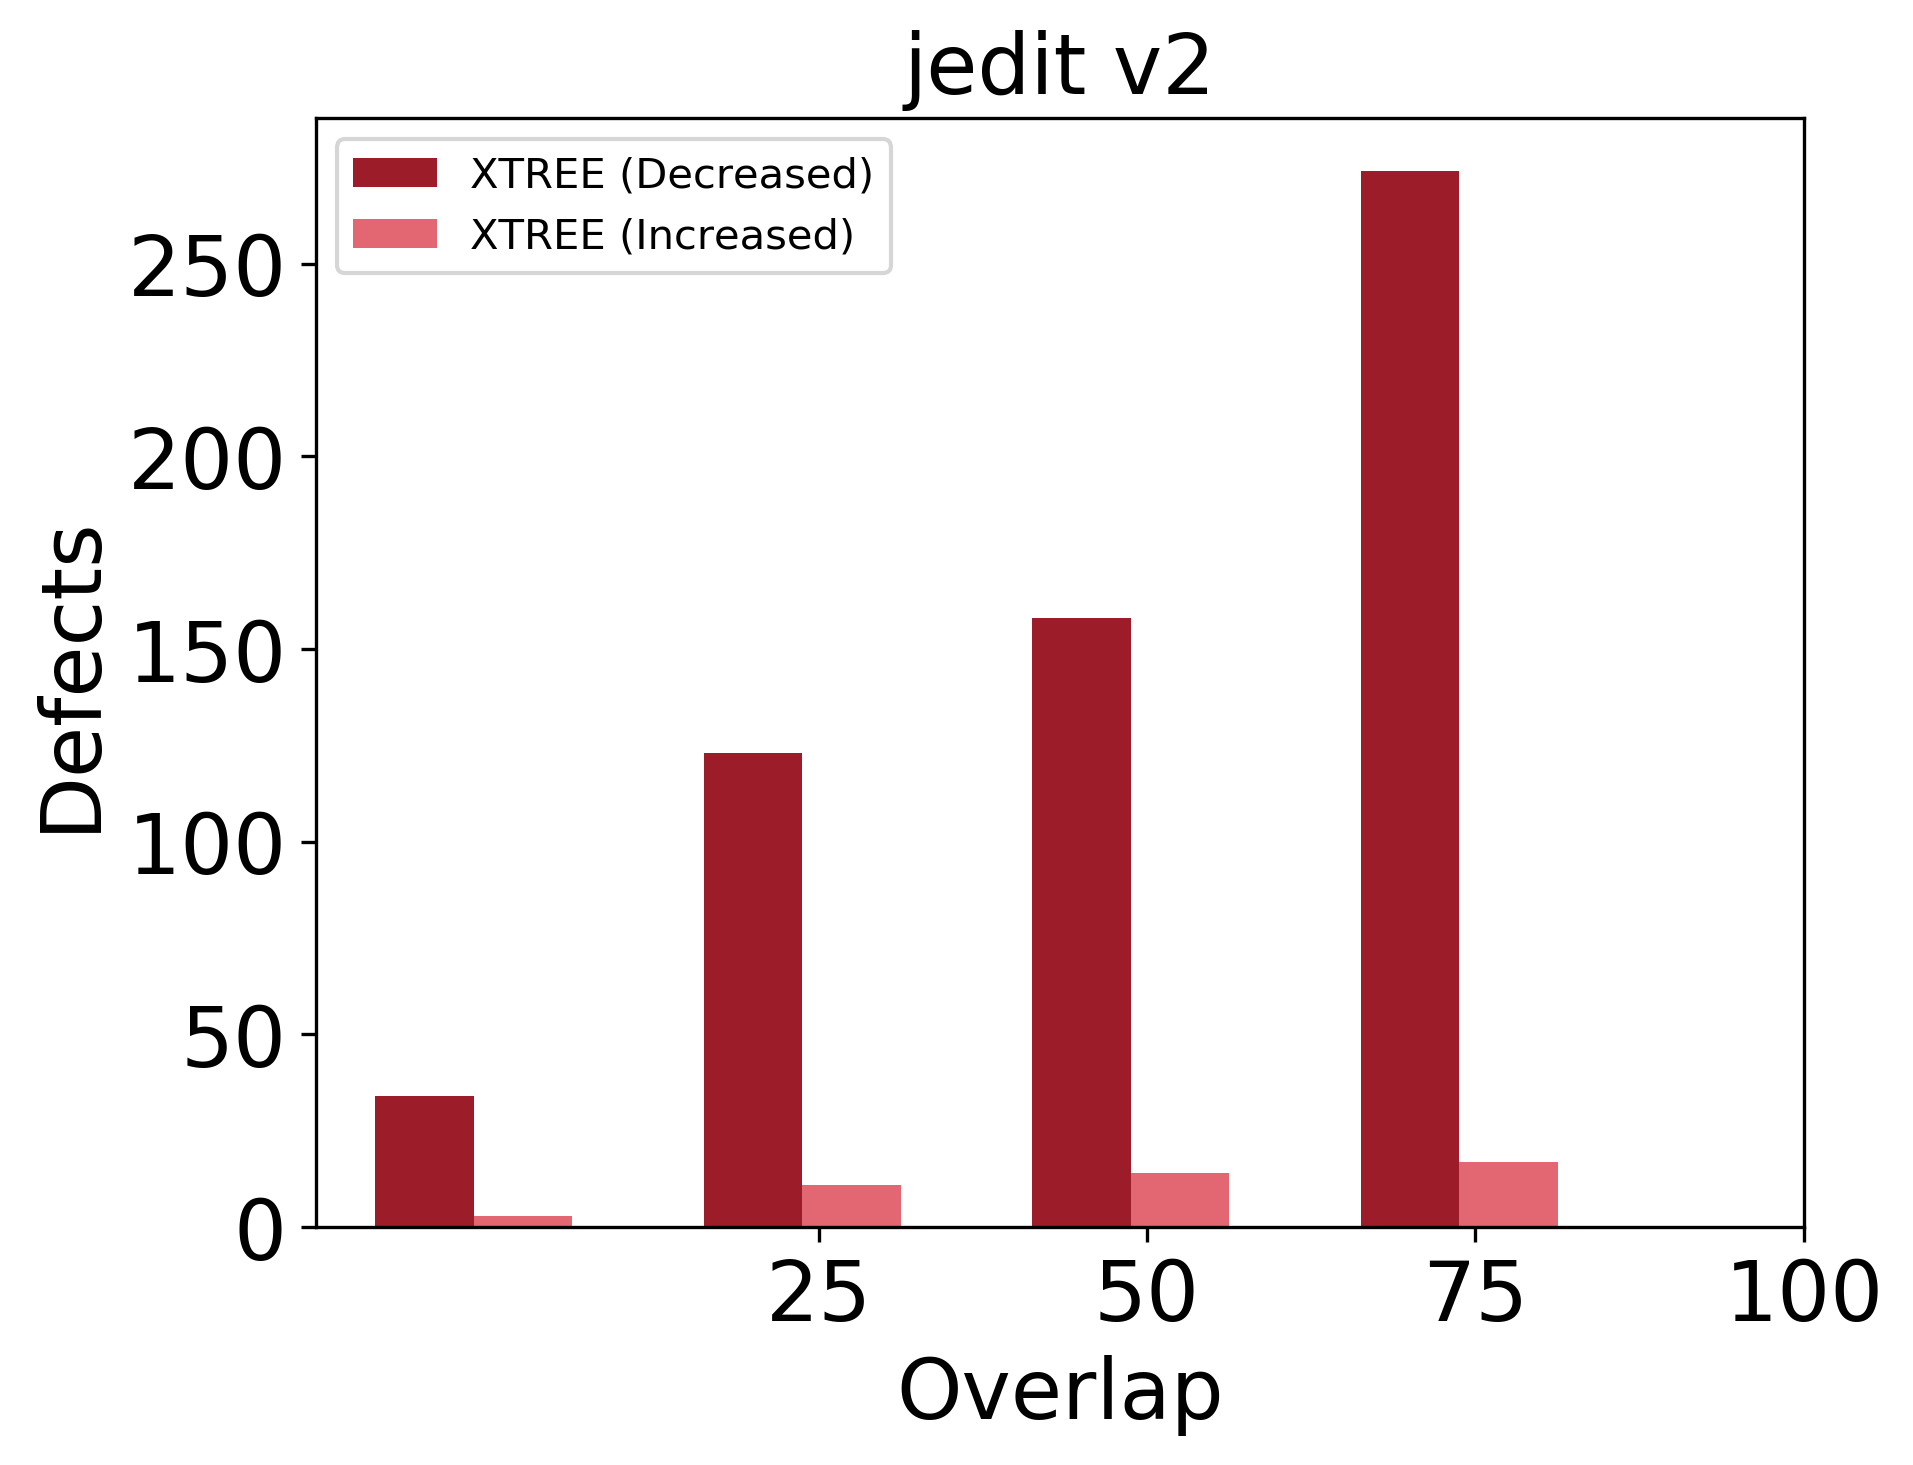 jedit v2
XTREE (Decreased)
XTREE (Increased)
250
200
150
100
50
0
Defects
25 50 75 100
Overlap